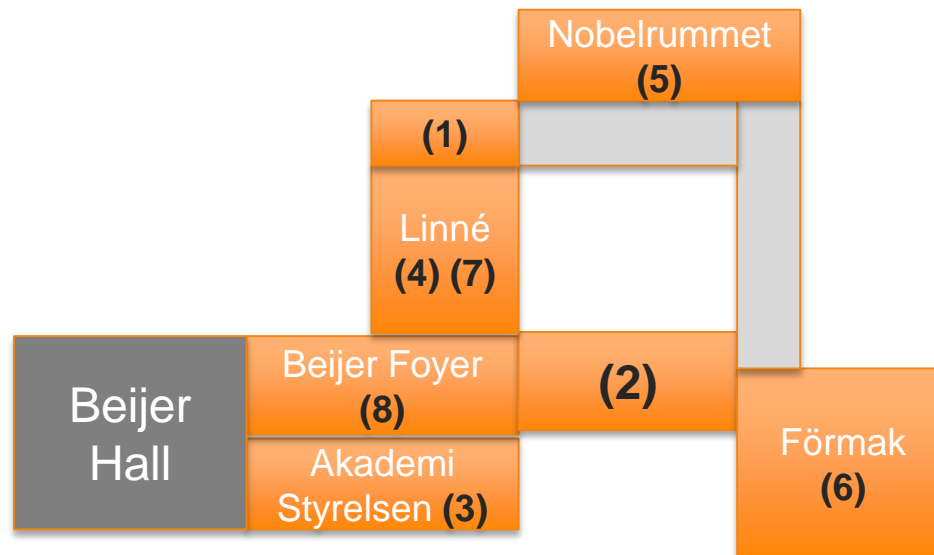 Nobelrummet
(5)
(1)
Linné
(4) (7)
Beijer Foyer
(8)
(2)
Beijer
Hall
Akademi
Styrelsen (3)
Förmak
(6)